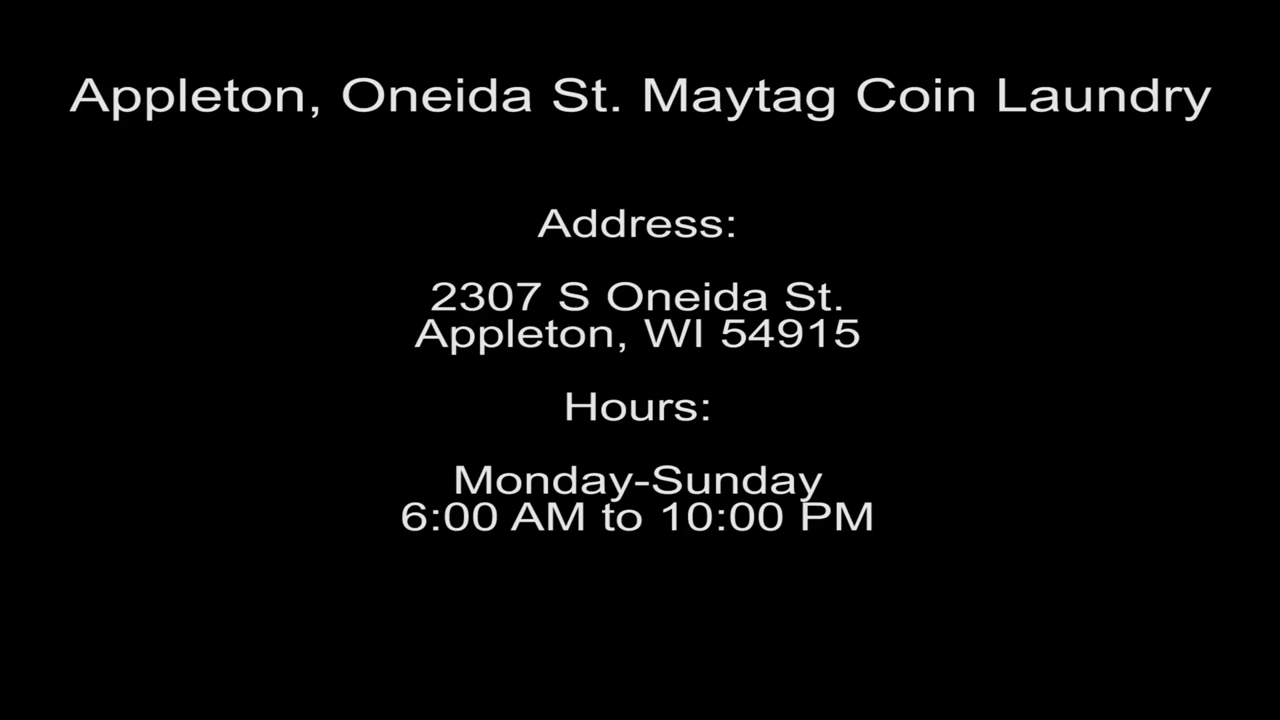 Appleton, Oneida St. Maytag Coin Laundry
Address:
2307 S Oneida St.
Appleton, WI 54915
Hours:
Monday-Sunday
6:00 AM to 10:00 PM